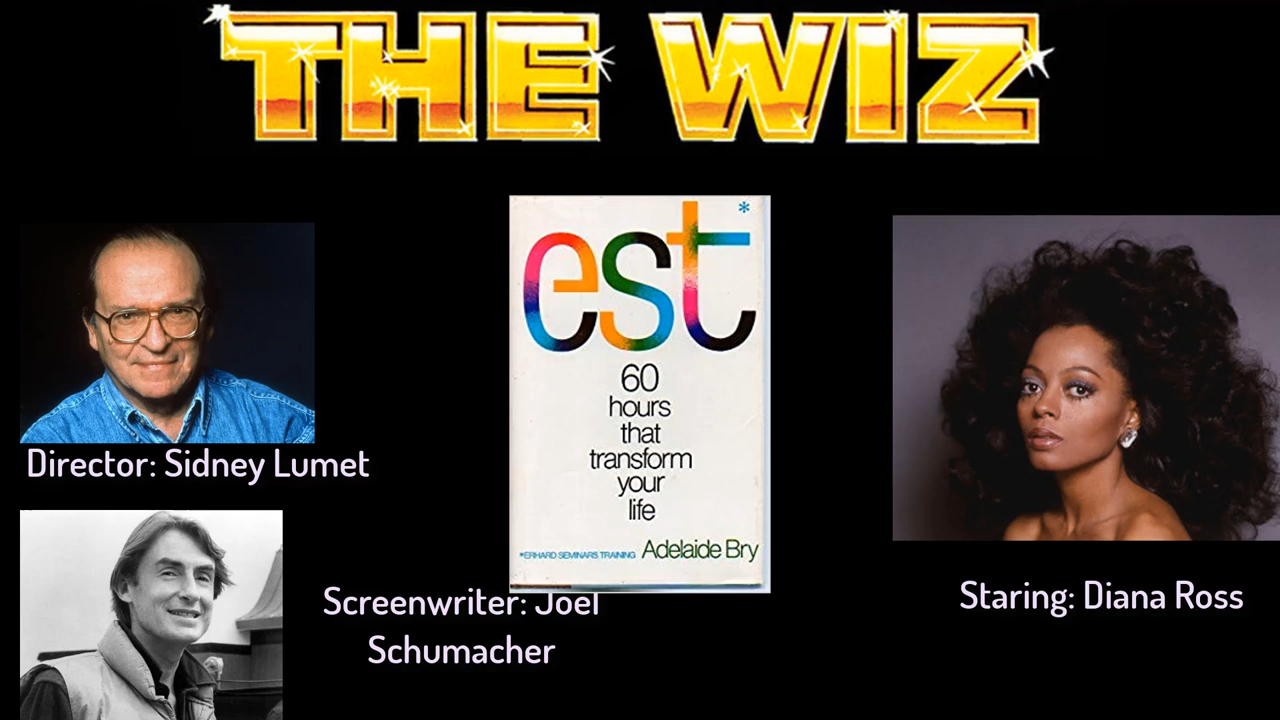 THE WIZ
est*
60
hours
that
transform
your
life
*ERHARD SEMINARS TRAINING Adelaide Bry
Director: Sidney Lumet
Screenwriter: Joel
Schumacher
Staring: Diana Ross